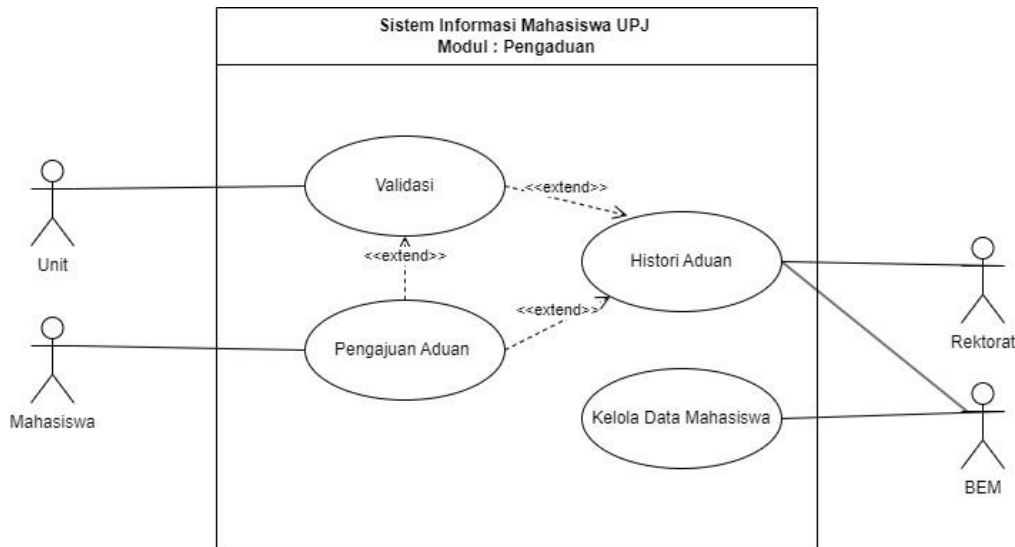 Sistem Informasi Mahasiswa UPJ
Modul : Pengaduan
Validasi
<<extend>>
Unit
<<extend>>
Histori Aduan
<<extend>>
Pengajuan Aduan
Rektorat
Mahasiswa
Kelola Data Mahasiswa
BEM